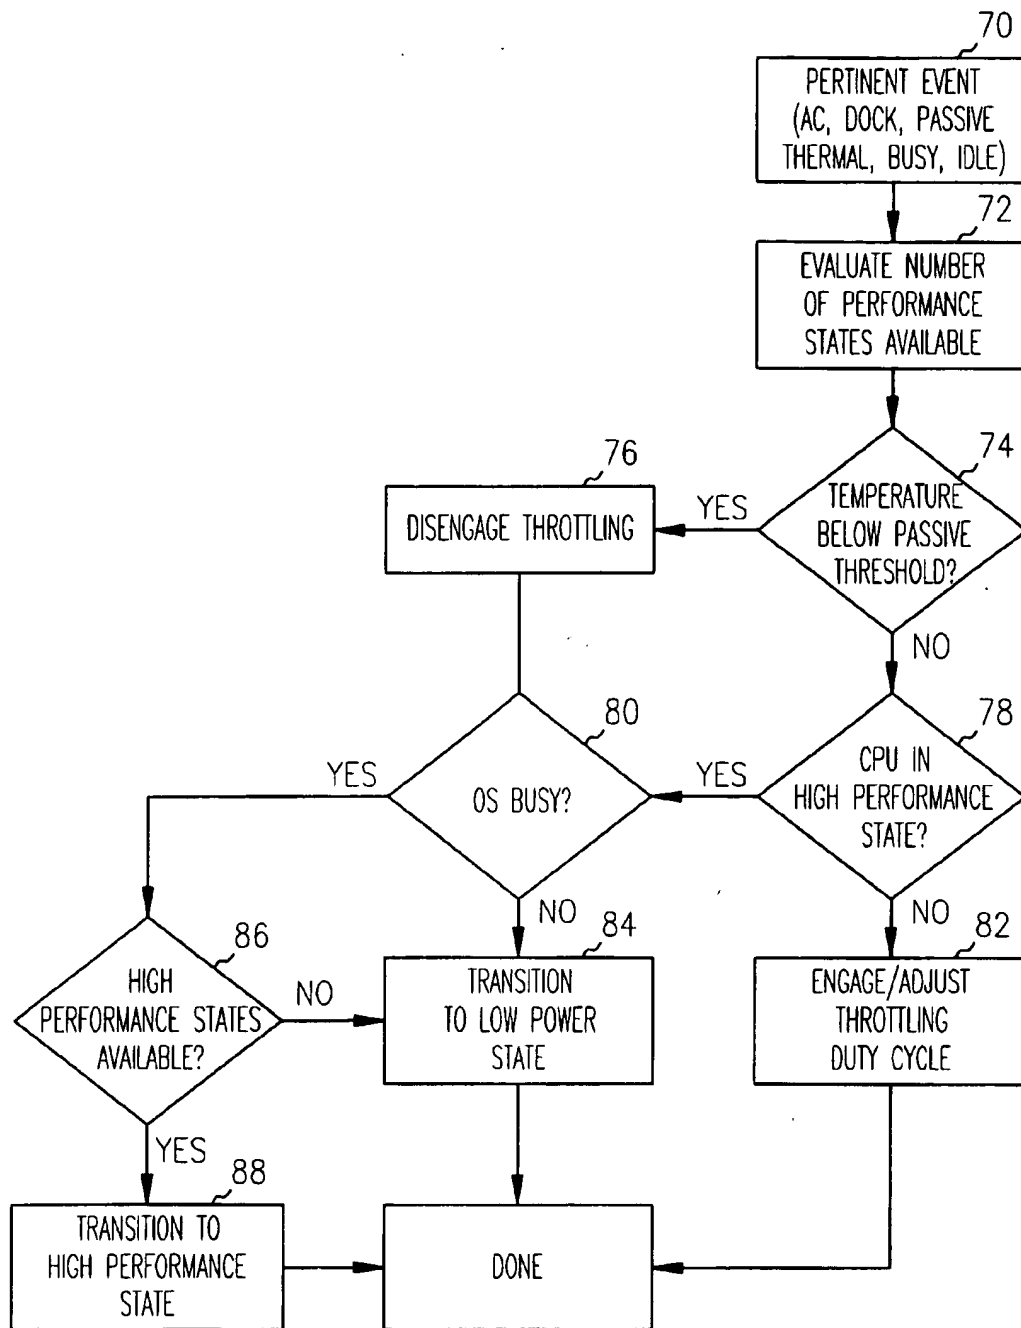 70
PERTINENT EVENT
(AC, DOCK, PASSIVE
THERMAL, BUSY, IDLE)
72
EVALUATE NUMBER
OF PERFORMANCE
STATES AVAILABLE
74
TEMPERATURE
BELOW PASSIVE
THRESHOLD?
YES
NO
76
DISENGAGE THROTTLING
78
CPU IN
HIGH PERFORMANCE
STATE?
YES
NO
80
OS BUSY?
YES
NO
82
ENGAGE/ADJUST
THROTTLING
DUTY CYCLE
84
TRANSITION
TO LOW POWER
STATE
86
HIGH
PERFORMANCE STATES
AVAILABLE?
NO
YES
88
TRANSITION TO
HIGH PERFORMANCE
STATE
DONE